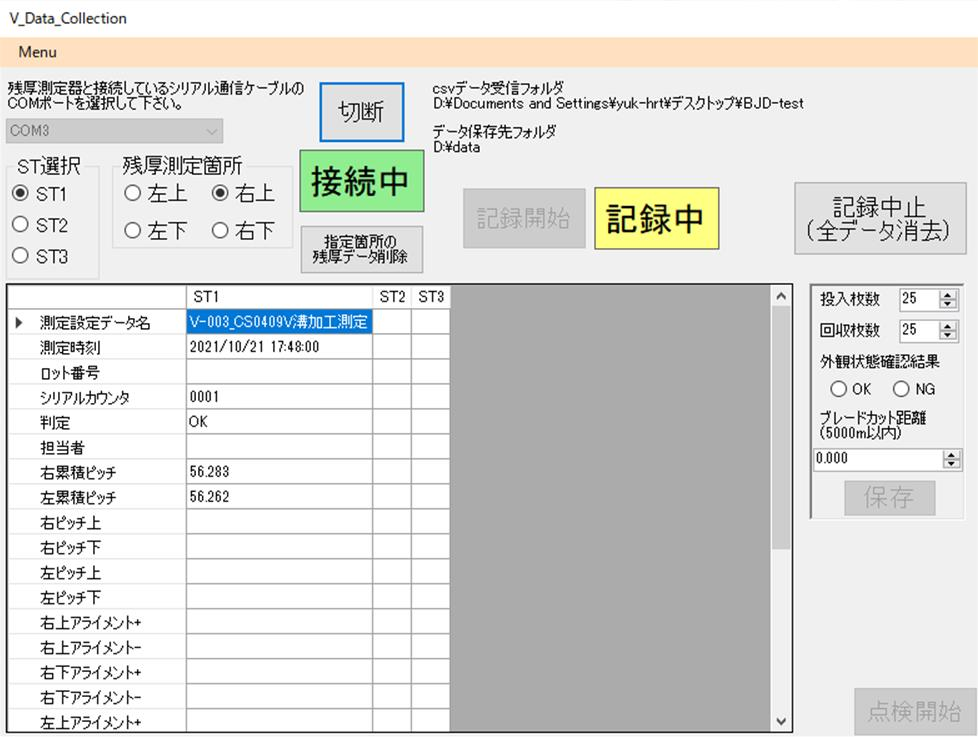 V_Data_Collection
Menu
残厚測定器と接続しているシリアル通信ケーブルの
COMポートを選択して下さい。
COM3
切断
csvデータ受信フォルダ
D:¥Documents and Settings¥yuk-hrt¥デスクトップ¥BJD-test
データ保存先フォルダ
D:¥data
ST選択
ST1
ST2
ST3
残厚測定箇所
左上
右上
左下
右下
接続中
指定箇所の
残厚データ削除
記録開始
記録中
記録中止
(全データ消去)
ST1 ST2 ST3
測定設定データ名 V-003_CS0409V溝加工測定
測定時刻 2021/10/21 17:48:00
ロット番号
シリアルカウンタ 0001
判定 OK
担当者
右累積ピッチ 56.283
左累積ピッチ 56.262
右ピッチ上
右ピッチ下
左ピッチ上
左ピッチ下
右上アライメント+
右上アライメント-
右下アライメント+
右下アライメント-
左上アライメント+
投入枚数 25
回収枚数 25
外観状態確認結果
OK NG
ブレードカット距離
(5000m以内)
0.000
保存
点検開始